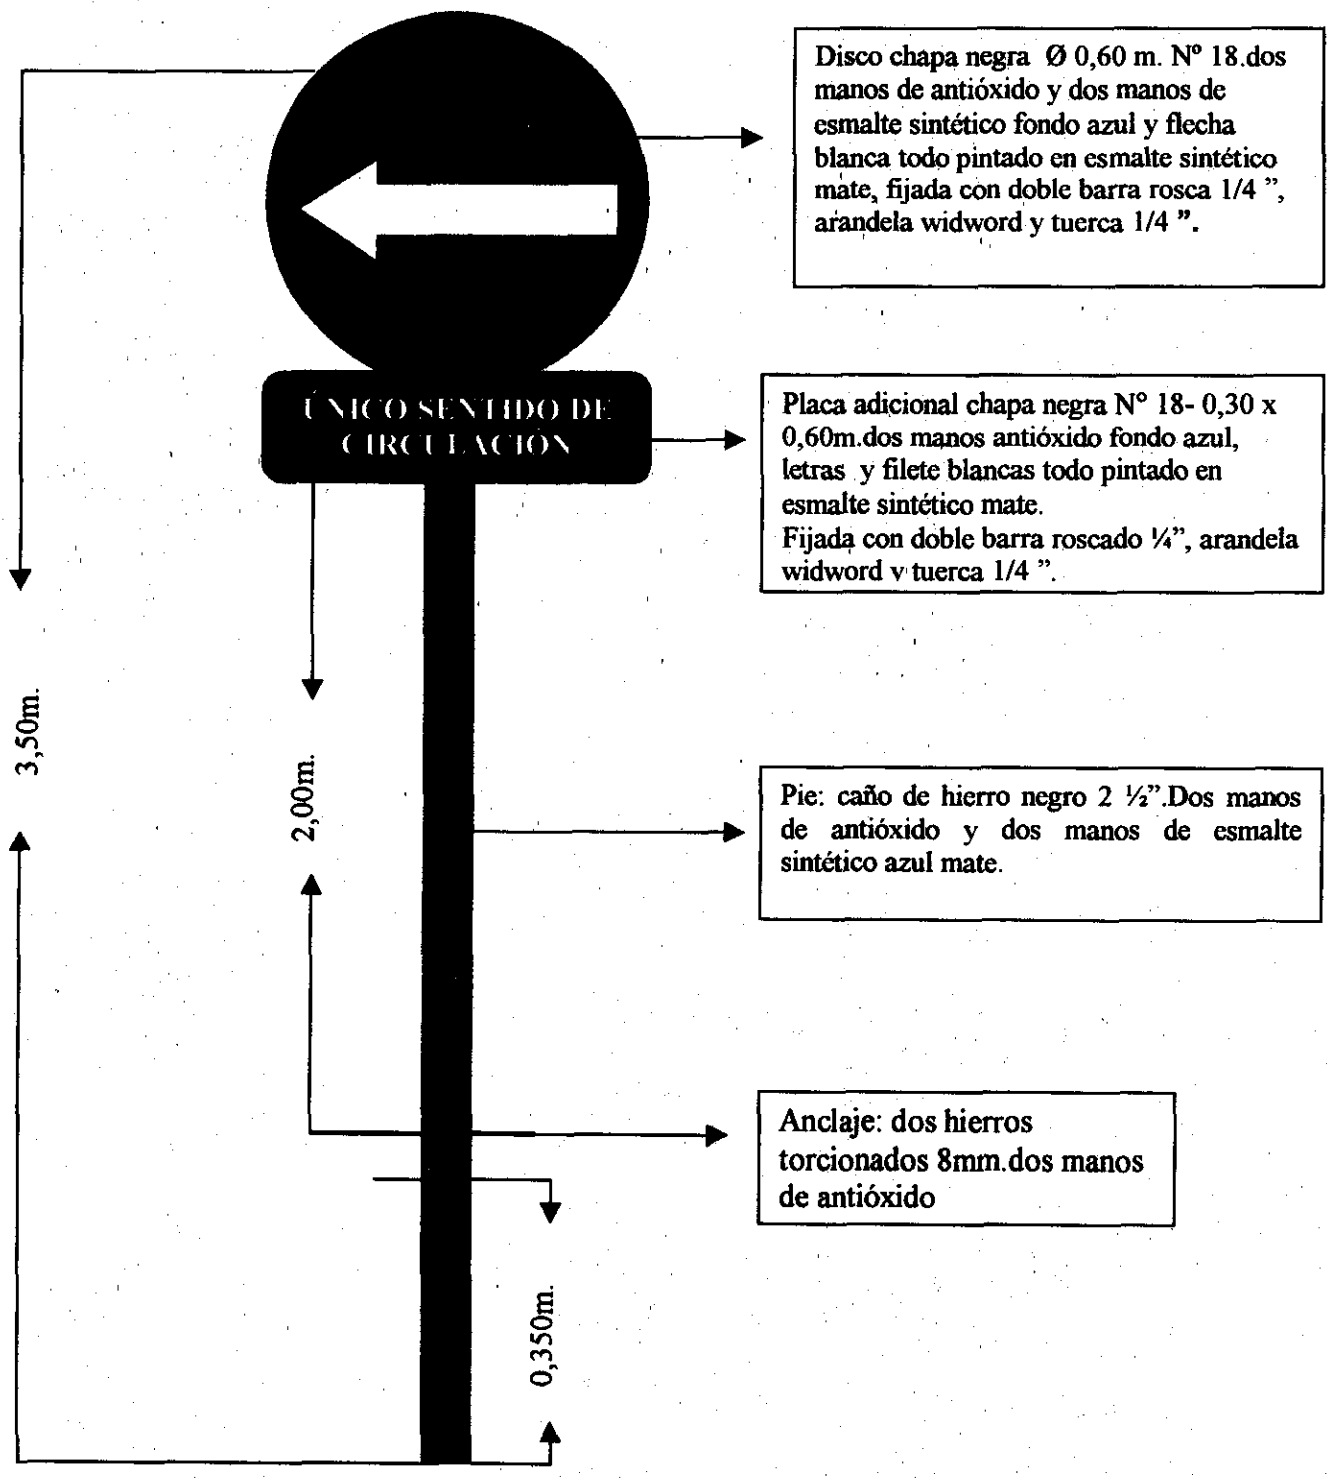 Disco chapa negra Ø 0,60 m. Nº 18.dos
manos de antióxido y dos manos de
esmalte sintético fondo azul y flecha
blanca todo pintado en esmalte sintético
mate, fijada con doble barra rosca 1/4 ”,
arandela widword y tuerca 1/4 ”.
ÚNICO SENTIDO DE
CIRCULACIÓN
Placa adicional chapa negra Nº 18- 0,30 x
0,60m.dos manos antióxido fondo azul,
letras y filete blancas todo pintado en
esmalte sintético mate.
Fijada con doble barra roscado ¼”, arandela
widword y tuerca 1/4 ”.
3,50m.
2,00m.
Pie: caño de hierro negro 2 ½”.Dos manos
de antióxido y dos manos de esmalte
sintético azul mate.
Anclaje: dos hierros
torcionados 8mm.dos manos
de antióxido
0,350m.